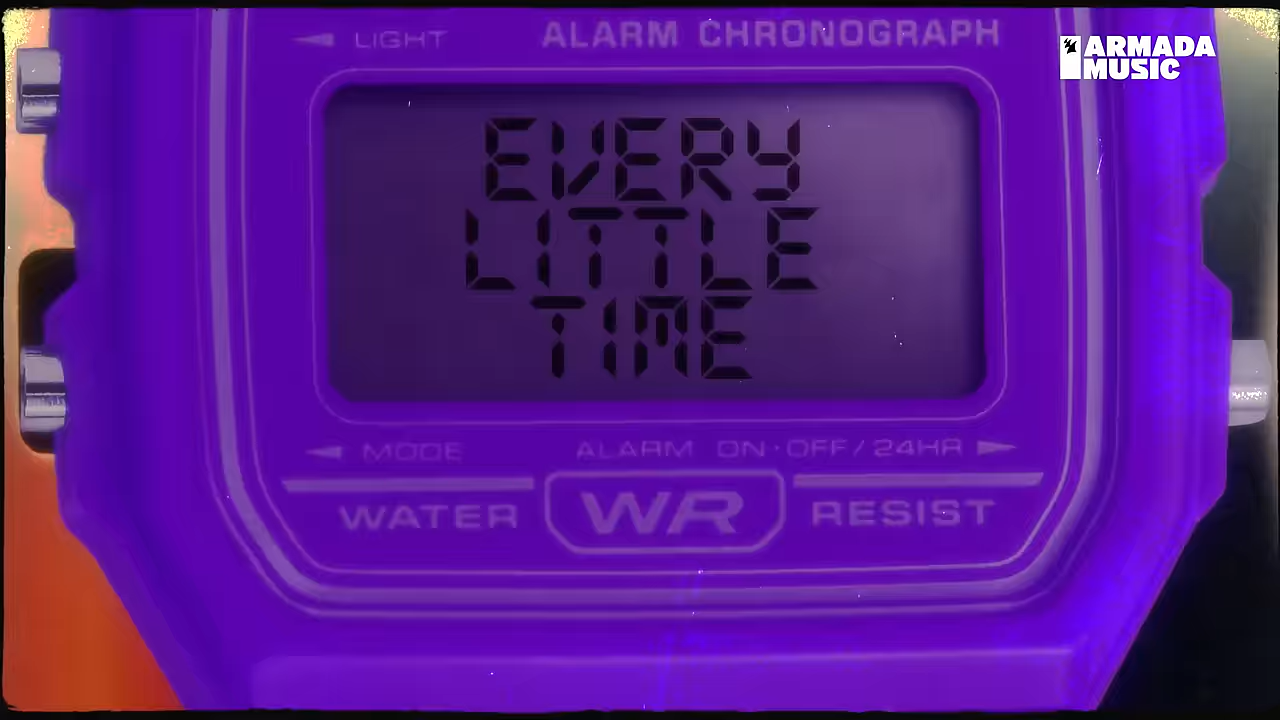 LIGHT
ALARM CHRONOGRAPH
ARMADA
MUSIC
EVERY
LITTLE
TIME
MODE
ALARM ON·OFF/24HR
WATER
WR
RESIST